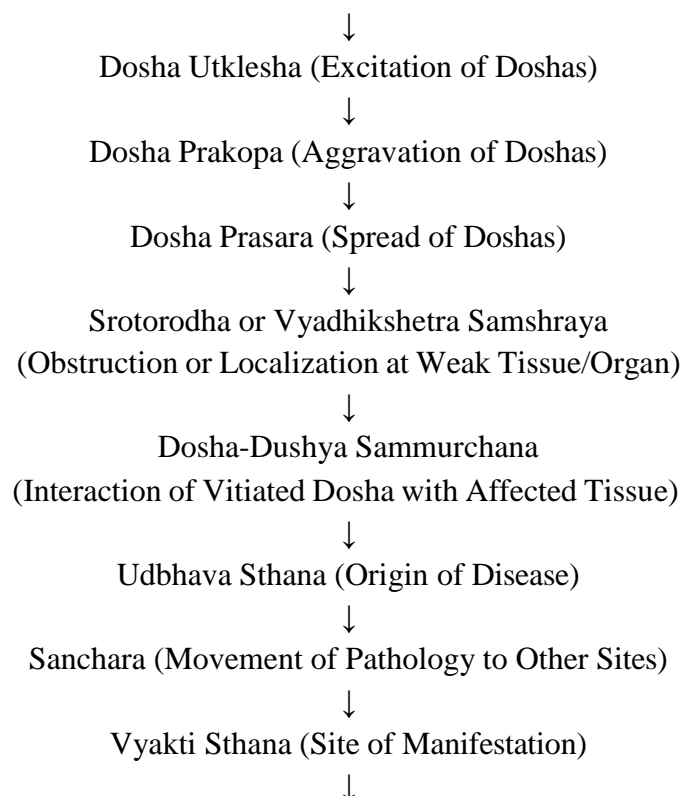 ↓
Dosha Utklesha (Excitation of Doshas)
↓
Dosha Prakopa (Aggravation of Doshas)
↓
Dosha Prasara (Spread of Doshas)
↓
Srotorodha or Vyadhikshetra Samshraya
(Obstruction or Localization at Weak Tissue/Organ)
↓
Dosha-Dushya Sammurchana
(Interaction of Vitiated Dosha with Affected Tissue)
↓
Udbhava Sthana (Origin of Disease)
↓
Sanchara (Movement of Pathology to Other Sites)
↓
Vyakti Sthana (Site of Manifestation)
↓